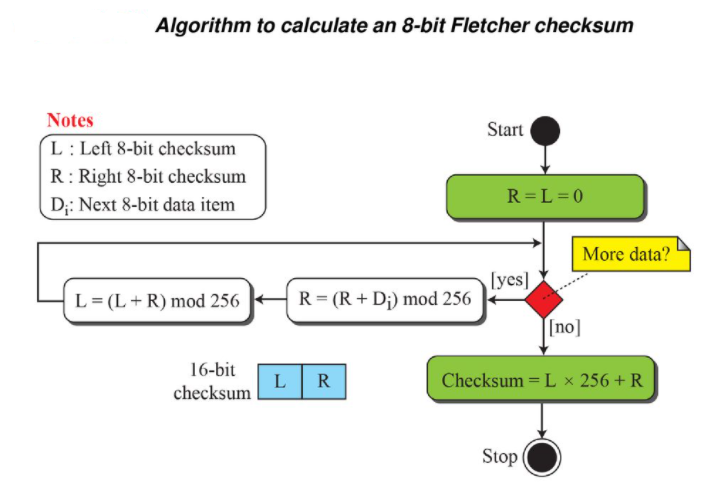 Algorithm to calculate an 8-bit Fletcher checksum
Notes
L : Left 8-bit checksum
R : Right 8-bit checksum
Di: Next 8-bit data item
Start
R = L = 0
More data?
[yes]
L = (L + R) mod 256
R = (R + Di) mod 256
[no]
16-bit
checksum
L R
Checksum = L × 256 + R
Stop